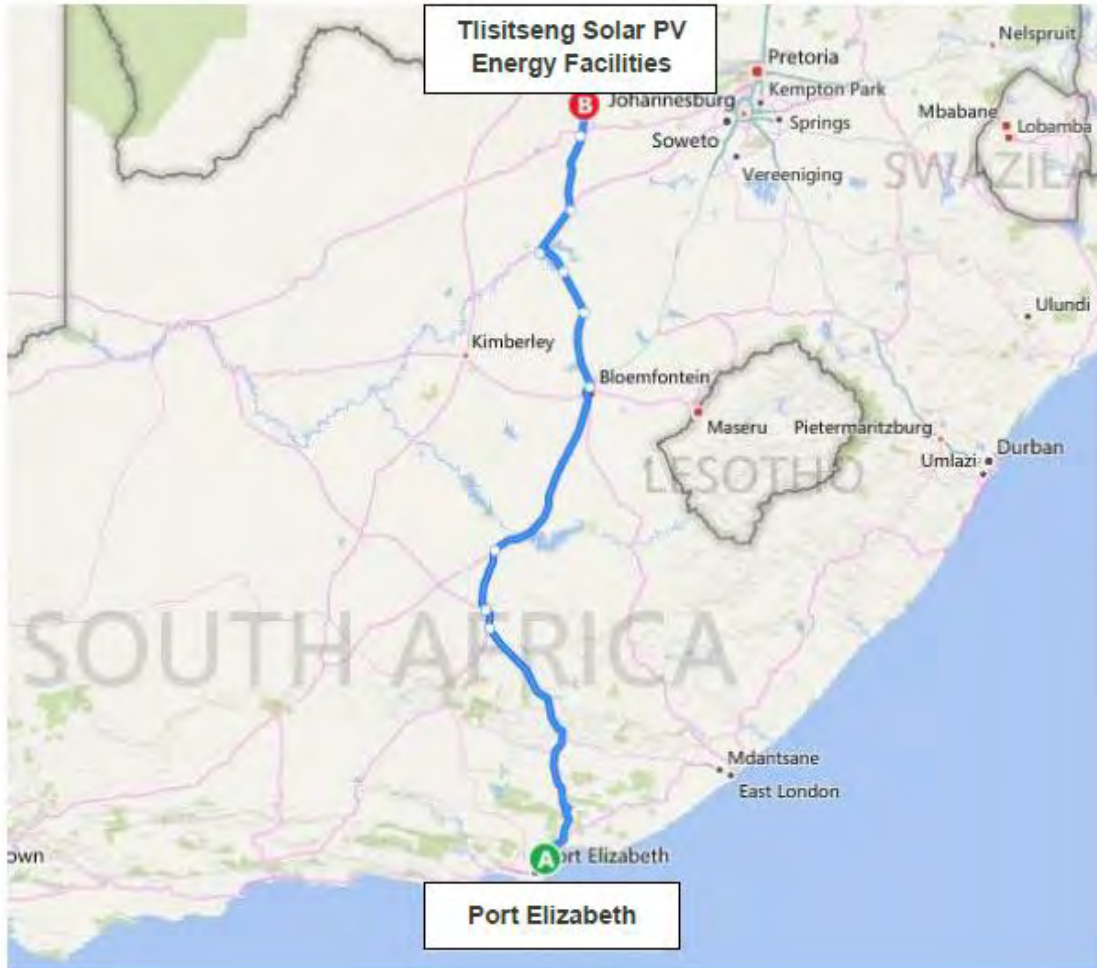 Tlisitseng Solar PV
Energy Facilities
Nelspruit
Pretoria
B
Johannesburg
Kempton Park
Mbabane
Lobamba
Soweto
Springs
SWAZILA
Vereeniging
Ulundi
Kimberley
Bloemfontein
Maseru
Pietermaritzburg
Durban
Umlazi
LESOTHO
SOUTH AFRICA
Mdantsane
East London
own
A
ort Elizabeth
Port Elizabeth